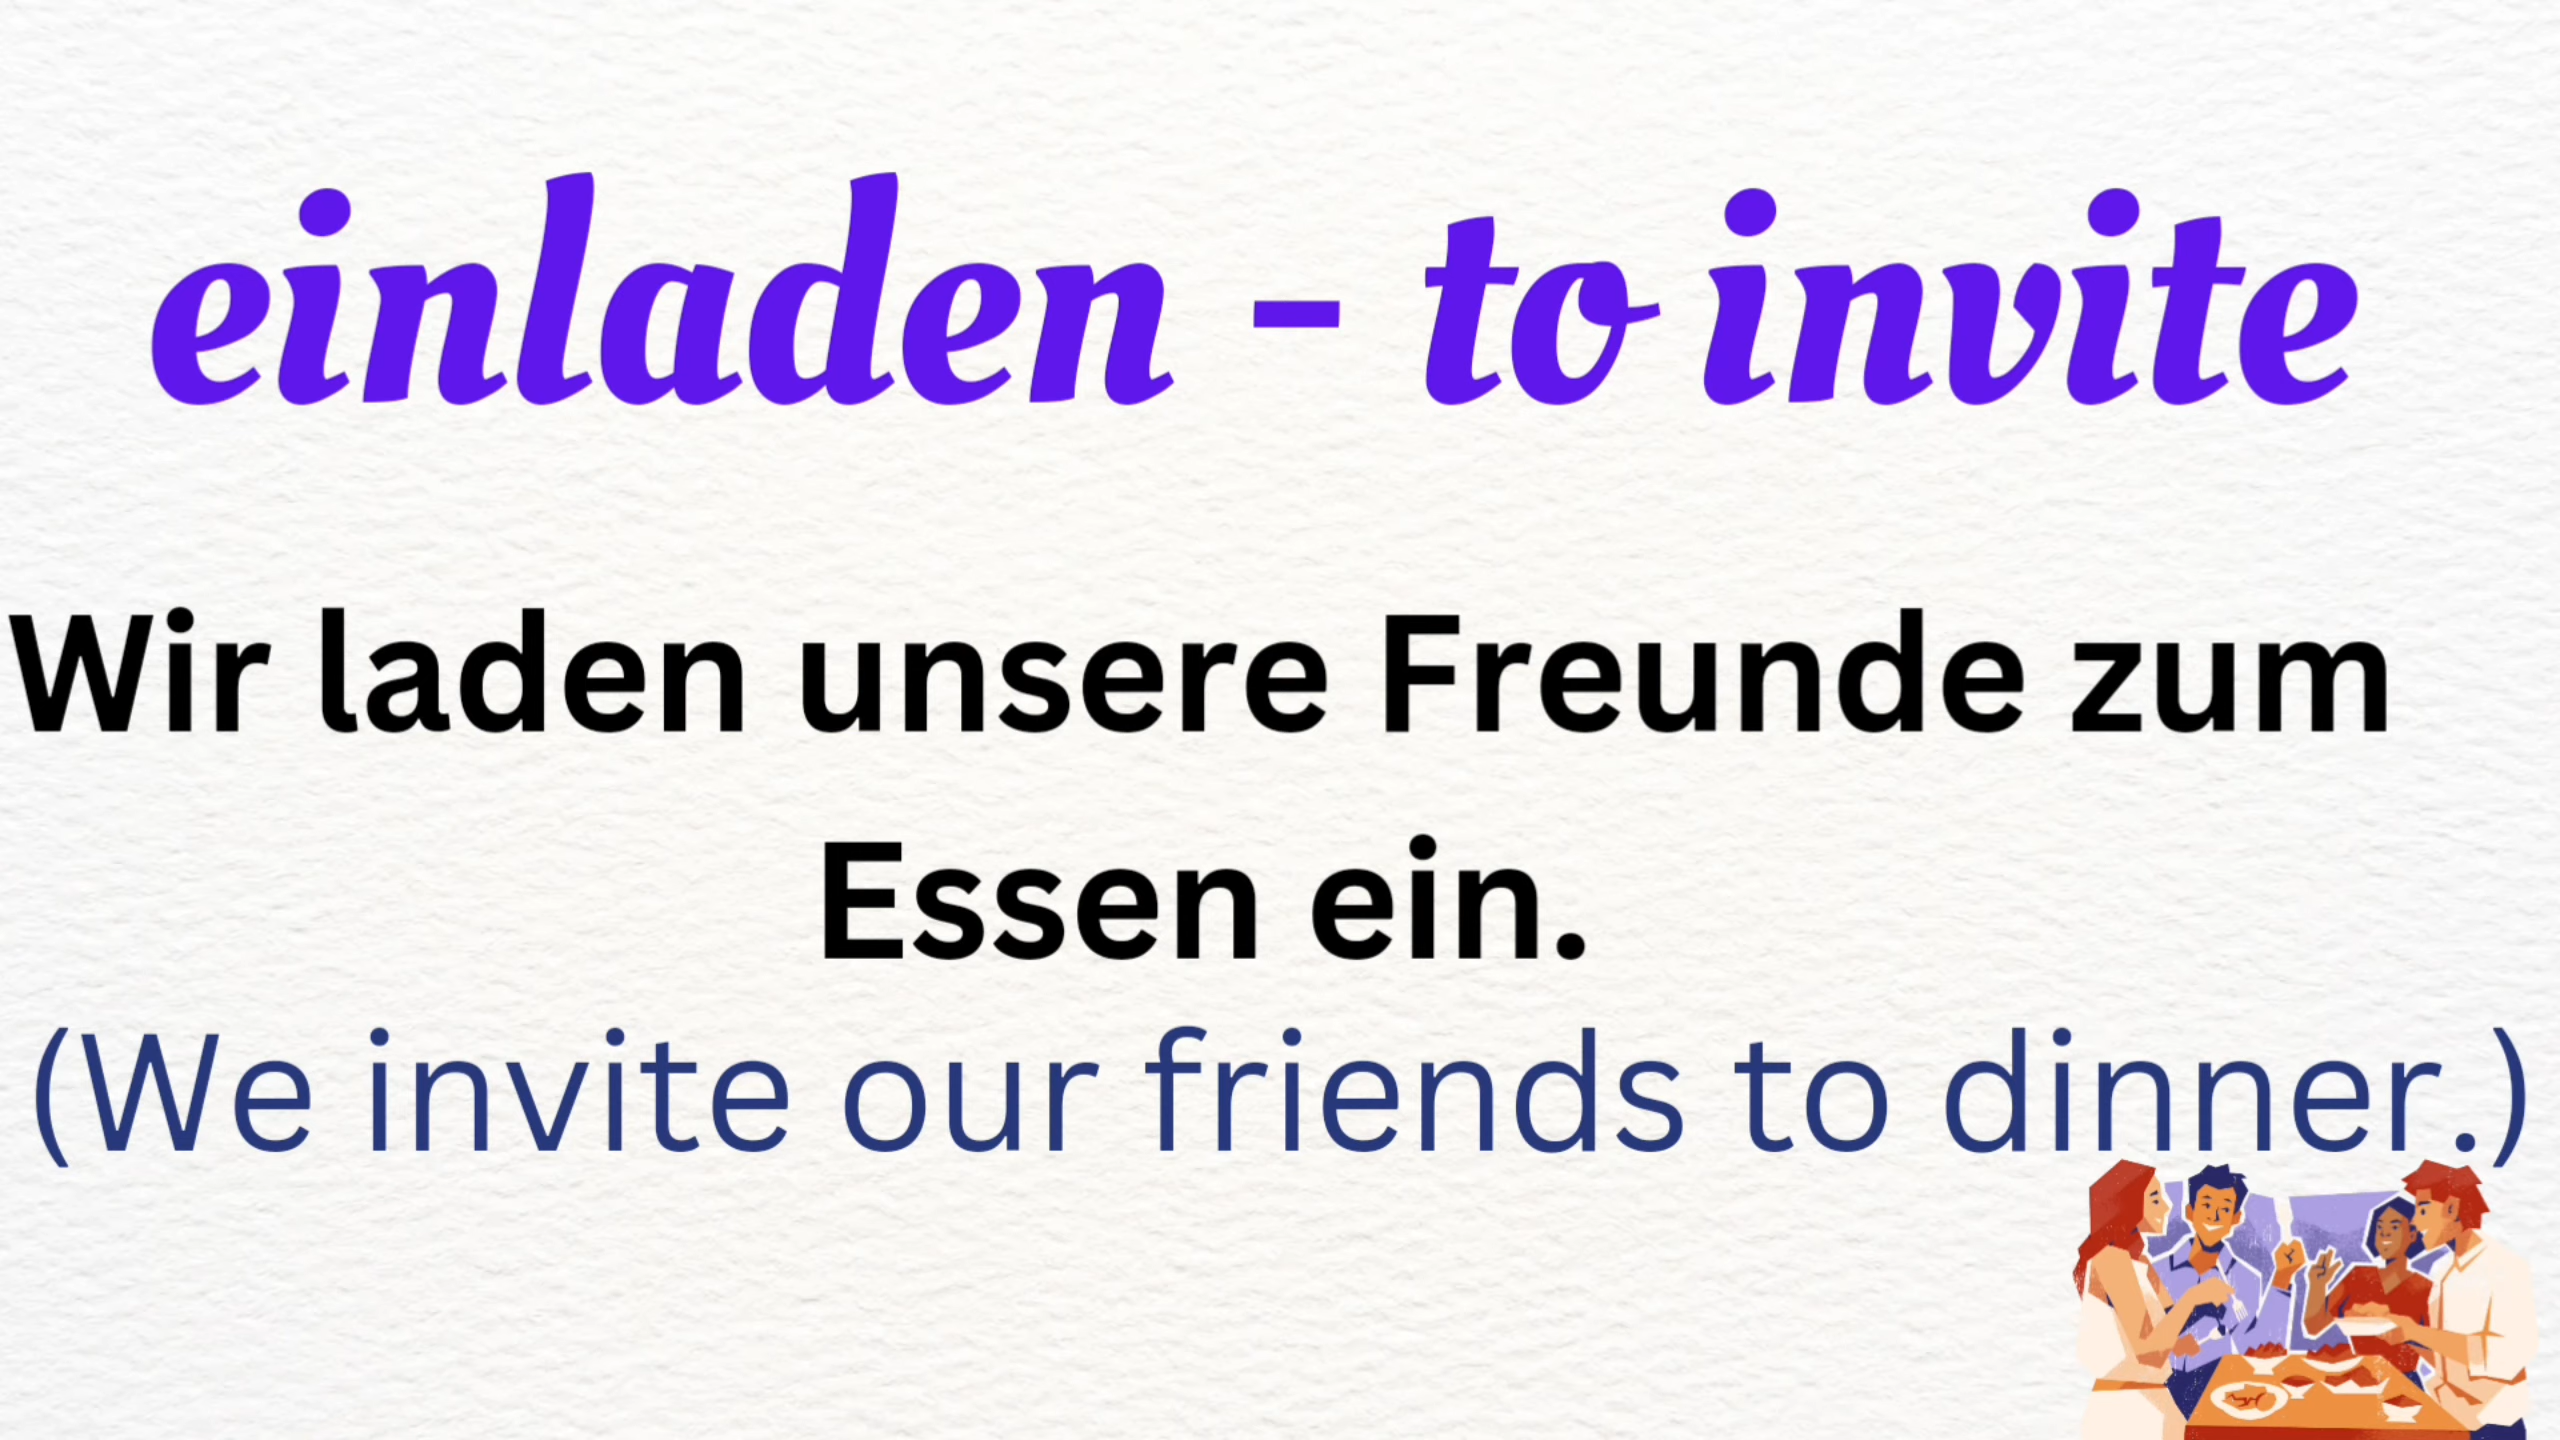 einladen - to invite
Wir laden unsere Freunde zum
Essen ein.
(We invite our friends to dinner.)